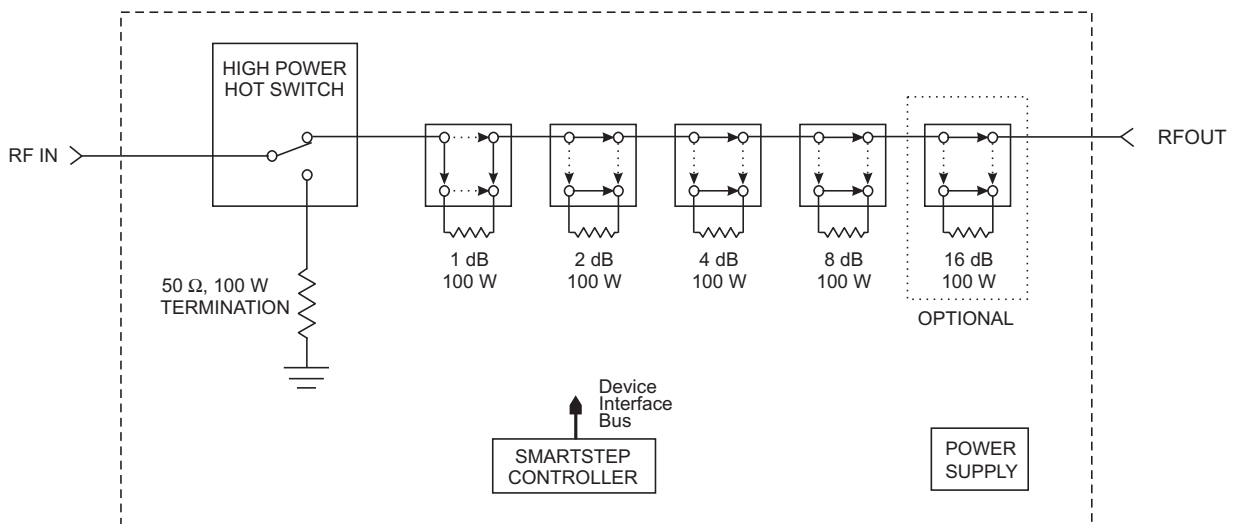 HIGH POWER
HOT SWITCH
RF IN
RFOUT
1 dB
100 W
2 dB
100 W
4 dB
100 W
8 dB
100 W
16 dB
100 W
OPTIONAL
50 Ω, 100 W
TERMINATION
Device
Interface
Bus
SMARTSTEP
CONTROLLER
POWER
SUPPLY